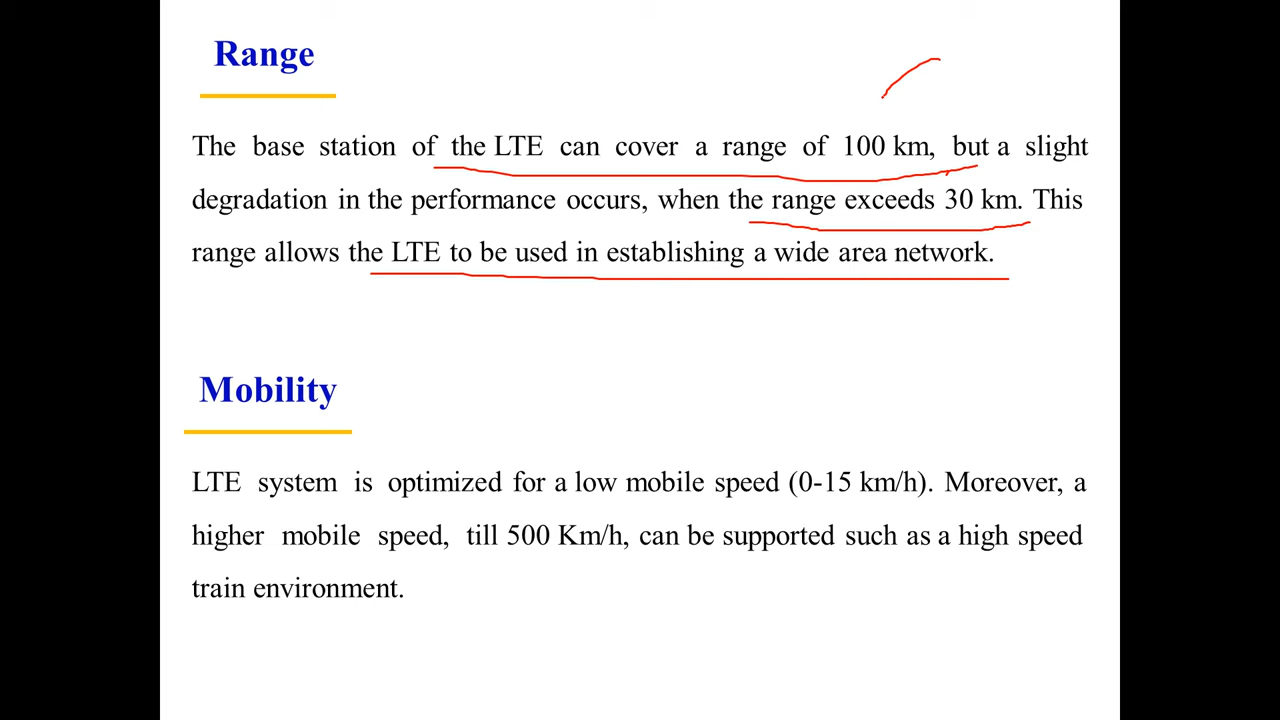 Range
The base station of the LTE can cover a range of 100 km, but a slight
degradation in the performance occurs, when the range exceeds 30 km. This
range allows the LTE to be used in establishing a wide area network.
Mobility
LTE system is optimized for a low mobile speed (0-15 km/h). Moreover, a
higher mobile speed, till 500 Km/h, can be supported such as a high speed
train environment.